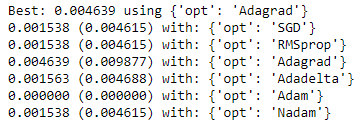 Best: 0.004639 using {'opt': 'Adagrad'}
0.001538 (0.004615) with: {'opt': 'SGD'}
0.001538 (0.004615) with: {'opt': 'RMSprop'}
0.004639 (0.009877) with: {'opt': 'Adagrad'}
0.001563 (0.004688) with: {'opt': 'Adadelta'}
0.000000 (0.000000) with: {'opt': 'Adam'}
0.001538 (0.004615) with: {'opt': 'Nadam'}